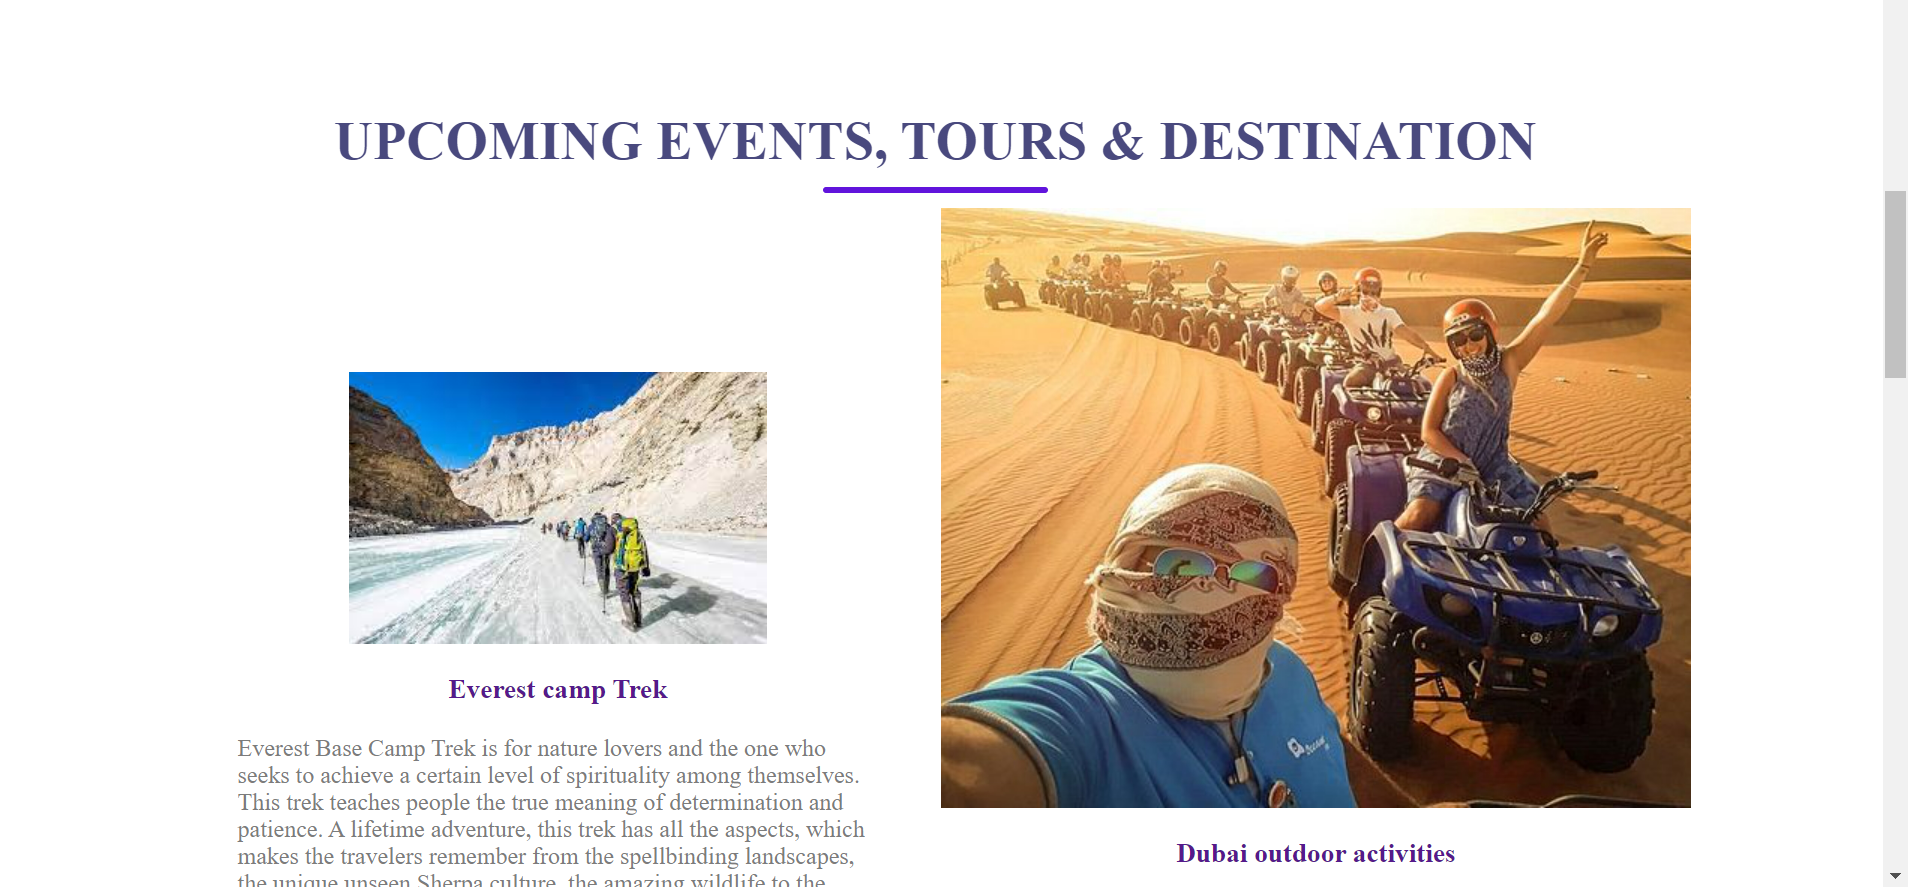 UPCOMING EVENTS, TOURS & DESTINATION
Everest camp Trek
Everest Base Camp Trek is for nature lovers and the one who
seeks to achieve a certain level of spirituality among themselves.
This trek teaches people the true meaning of determination and
patience. A lifetime adventure, this trek has all the aspects, which
makes the travelers remember from the spellbinding landscapes,
the unique unseen Sherpa culture, the amazing wildlife to the
Dubai outdoor activities